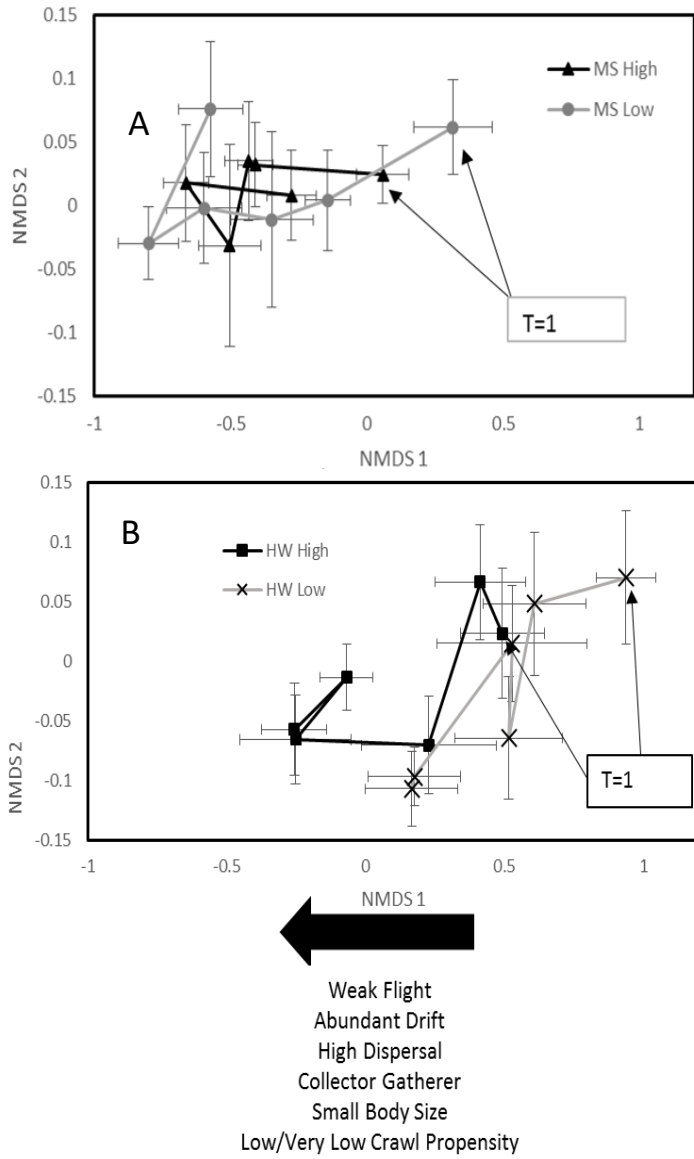 0.15
0.1
0.05
0
-0.05
-0.1
-0.15
NMDS 2
A
MS High
MS Low
T=1
-1
-0.5
0
0.5
1
NMDS 1
0.15
0.1
0.05
0
-0.05
-0.1
-0.15
NMDS 2
B
HW High
HW Low
T=1
-1
-0.5
0
0.5
1
NMDS 1
Weak Flight
Abundant Drift
High Dispersal
Collector Gatherer
Small Body Size
Low/Very Low Crawl Propensity